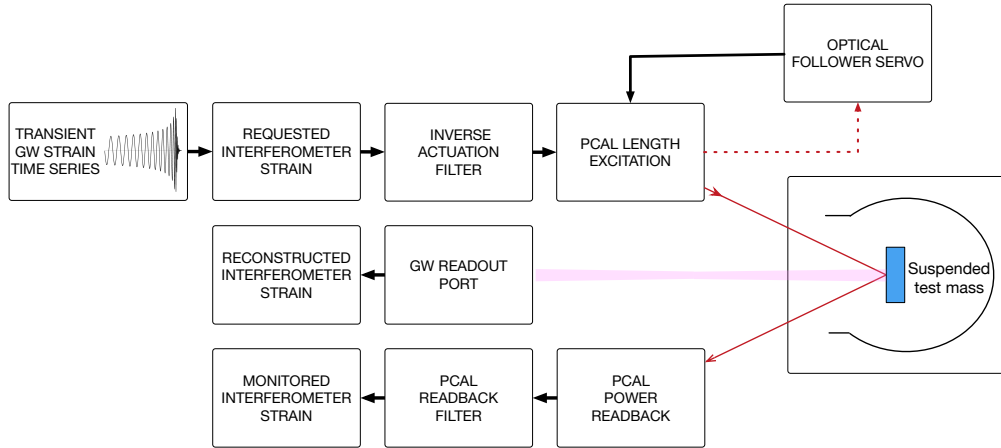 OPTICAL
FOLLOWER SERVO
TRANSIENT
GW STRAIN
TIME SERIES
REQUESTED
INTERFEROMETER
STRAIN
INVERSE
ACTUATION
FILTER
PCAL LENGTH
EXCITATION
RECONSTRUCTED
INTERFEROMETER
STRAIN
GW READOUT
PORT
Suspended
test mass
MONITORED
INTERFEROMETER
STRAIN
PCAL
READBACK
FILTER
PCAL
POWER
READBACK